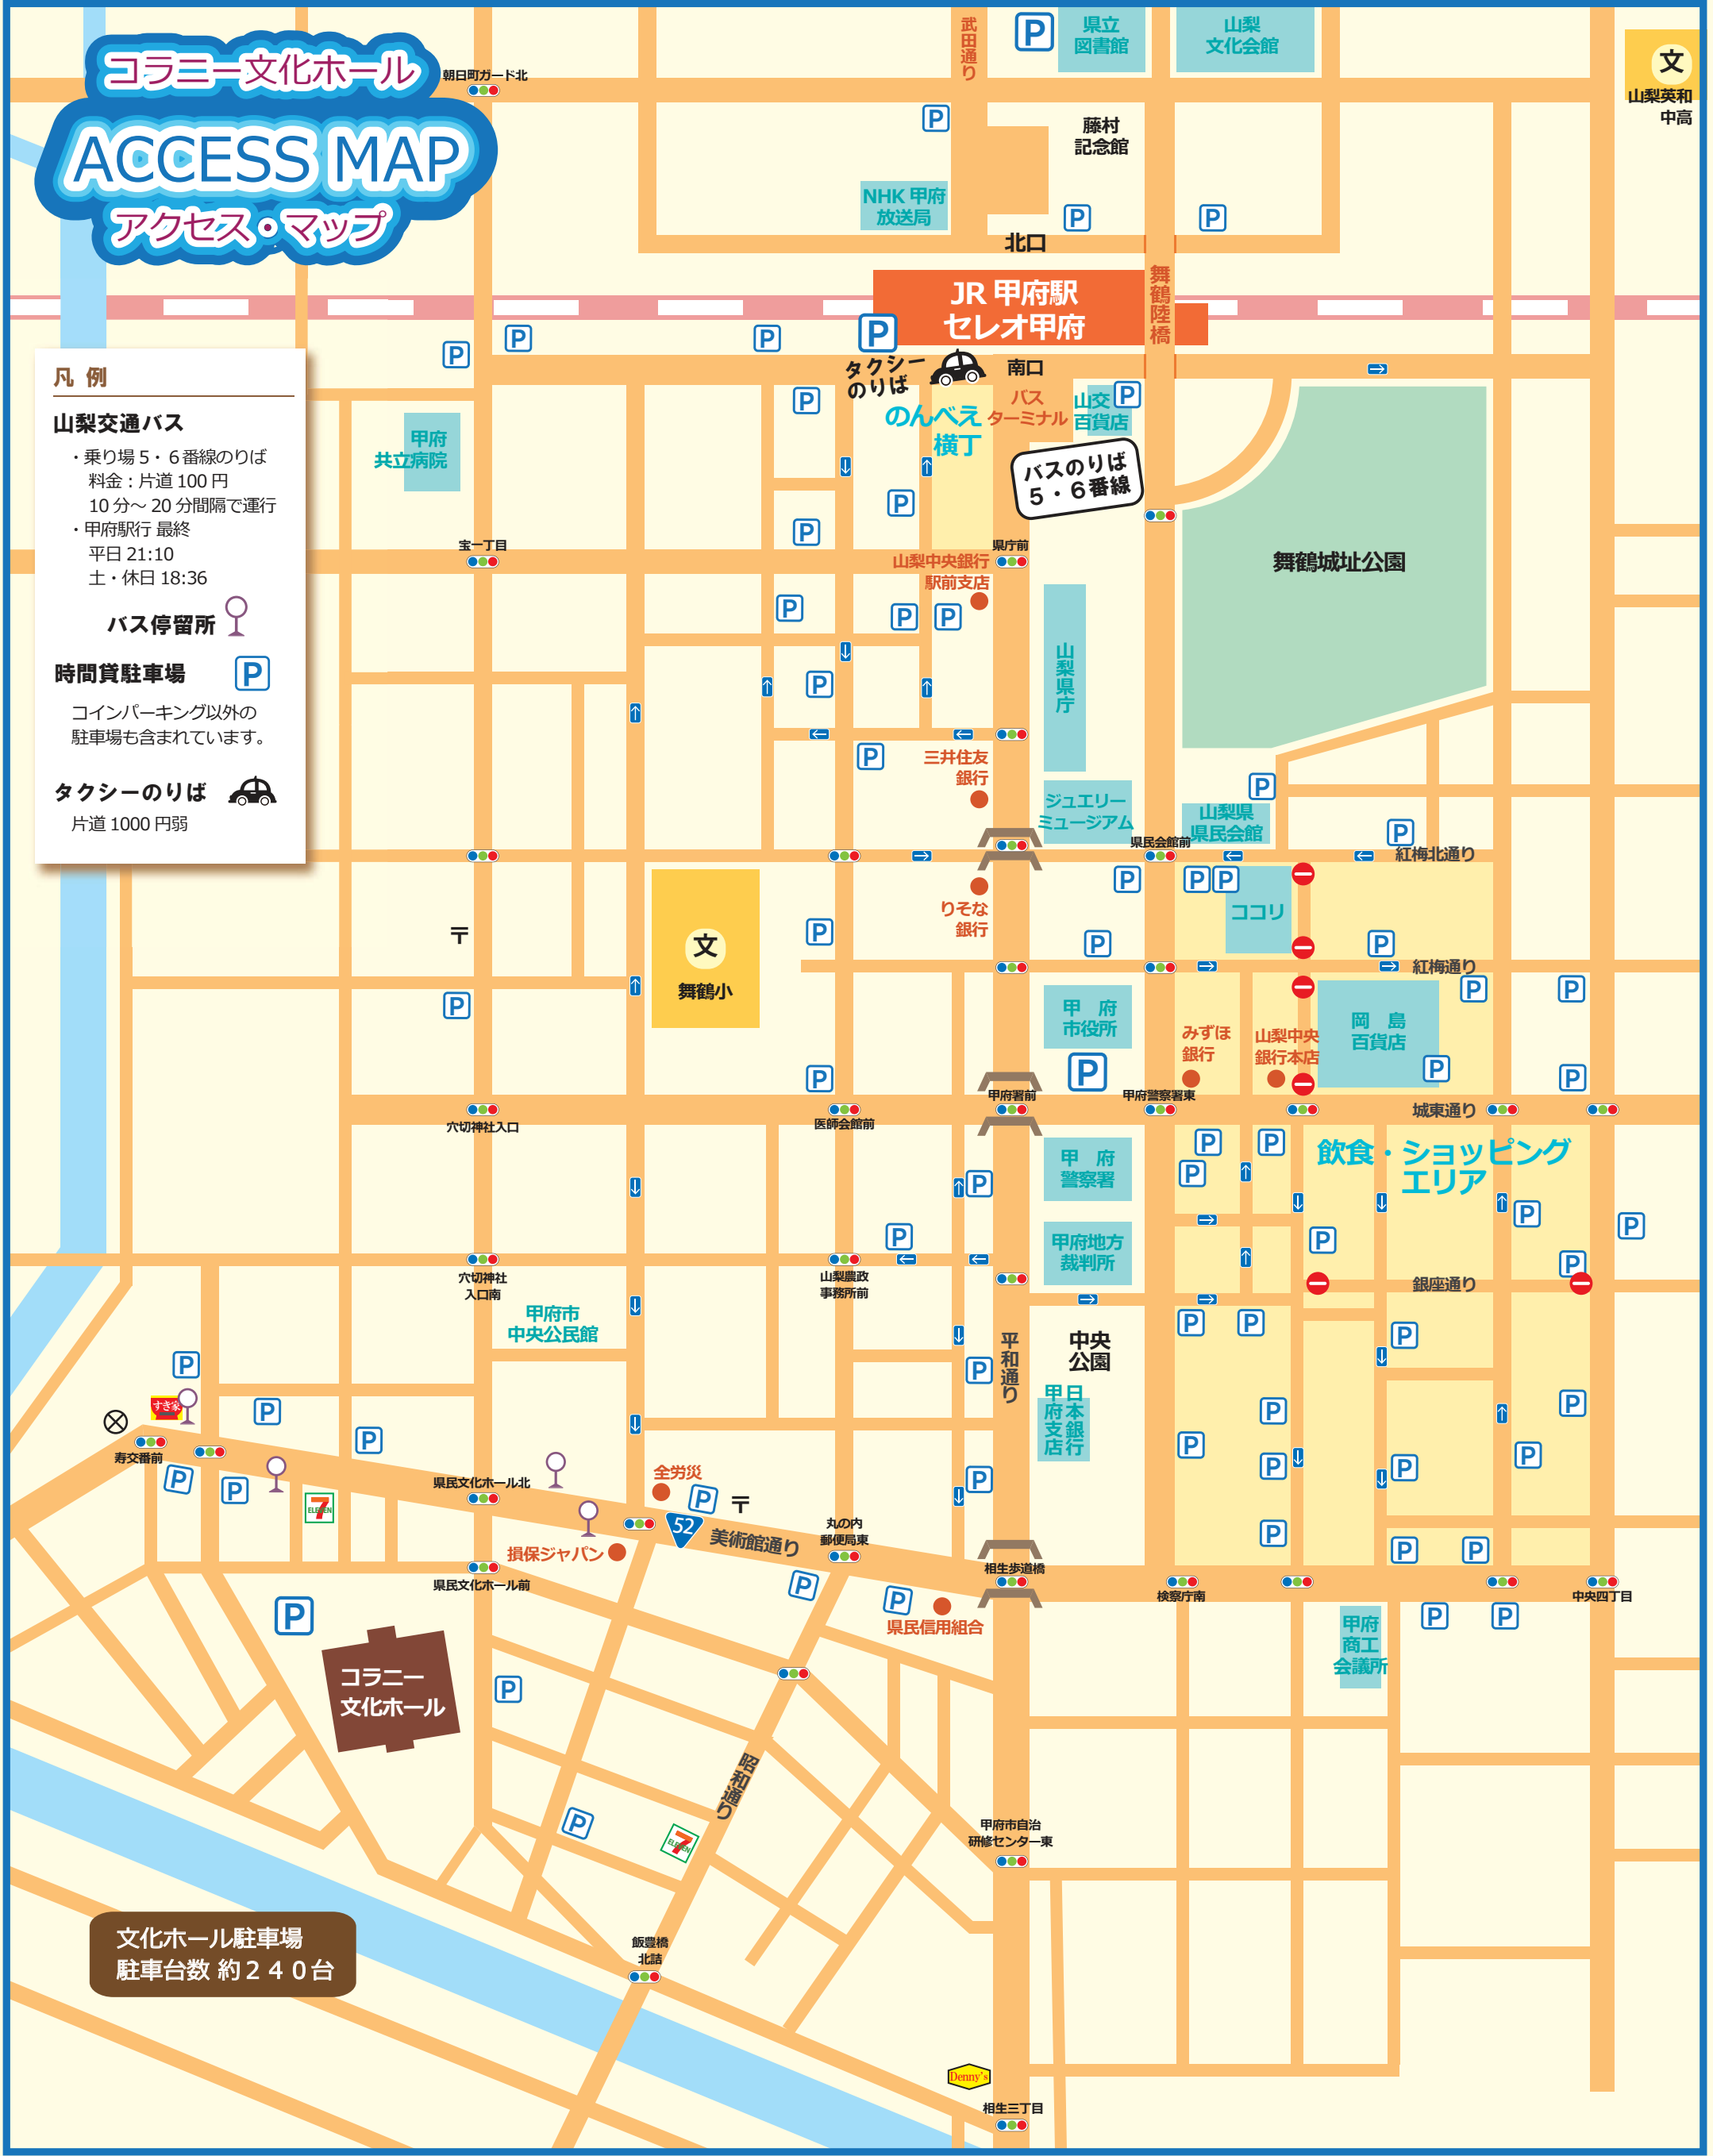 コラニー文化ホール
ACCESS MAP
アクセス・マップ
朝日町ガード北
武田通り
P
県立
図書館
山梨
文化会館
文
山梨英和
中高
P
藤村
記念館
NHK 甲府
放送局
P
P
北口
JR 甲府駅
セレオ甲府
舞鶴陸橋
P
P
P
P
タクシー
のりば
南口
バス
ターミナル
山交
百貨店
P
のんべえ
横丁
バスのりば
5・6番線
凡 例
山梨交通バス
・乗り場 5・6 番線のりば
料金：片道 100 円
10 分～ 20 分間隔で運行
・甲府駅行 最終
平日 21:10
土・休日 18:36
バス停留所
時間貸駐車場
P
コインパーキング以外の
駐車場も含まれています。
タクシーのりば
片道 1000 円弱
甲府
共立病院
P
P
P
宝一丁目
山梨中央銀行
駅前支店
県庁前
舞鶴城址公園
P
P
P
P
山梨県庁
P
三井住友
銀行
ジュエリー
ミュージアム
P
山梨県
県民会館
県民会館前
P
紅梅北通り
りそな
銀行
P
P
P
ココリ
〒
文
舞鶴小
P
P
P
紅梅通り
P
甲 府
市役所
P
みずほ
銀行
山梨中央
銀行本店
岡 島
百貨店
P
P
P
P
P
穴切神社入口
医師会館前
甲府署前
甲府警察署東
城東通り
飲食・ショッピング
エリア
甲 府
警察署
P
P
P
P
P
P
P
P
甲府地方
裁判所
P
穴切神社
入口南
山梨農政
事務所前
銀座通り
甲府市
中央公民館
平和通り
中央
公園
P
P
P
P
P
日本銀行
甲府支店
すき家
P
P
P
P
P
寿交番前
P
P
P
P
P
P
7
ELEVEN
県民文化ホール北
全労災
P
〒
52
美術館通り
損保ジャパン
丸の内
郵便局東
P
P
P
相生歩道橋
県民文化ホール前
P
P
県民信用組合
検察庁南
中央四丁目
P
P
P
甲府
商工
会議所
コラニー
文化ホール
P
昭和通り
P
7
ELEVEN
甲府市自治
研修センター東
文化ホール駐車場
駐車台数 約２４０台
飯豊橋
北詰
Denny's
相生三丁目